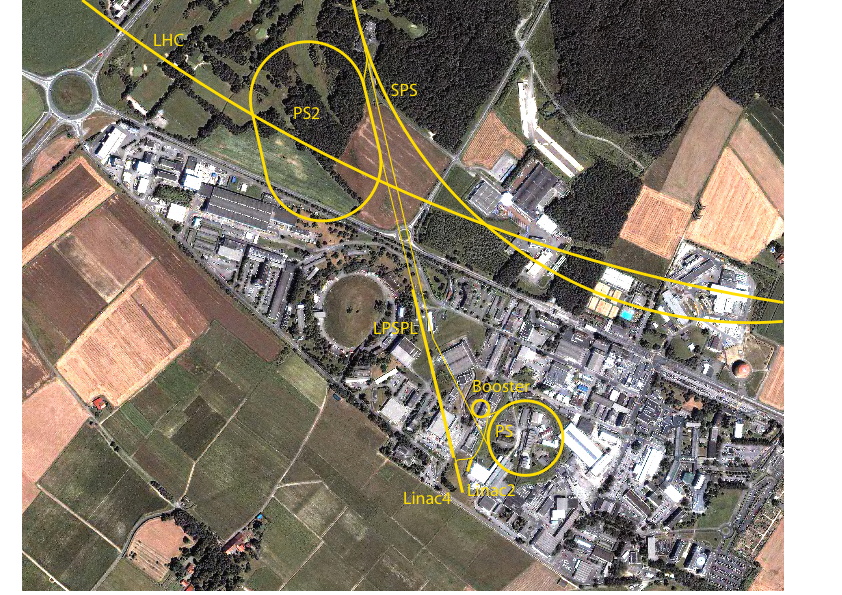 LHC
SPS
PS2
LPSPL
Booster
PS
Linac2
Linac4